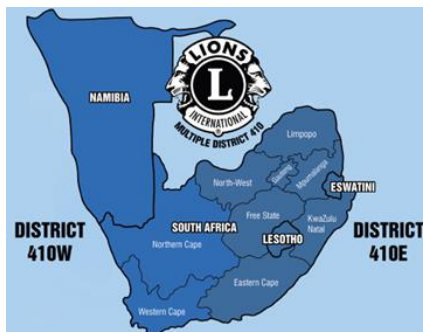 LIONS
L
INTERNATIONAL
®
MULTIPLE DISTRICT 410
NAMIBIA
Limpopo
North-West
Gauteng
Mpumalanga
ESWATINI
SOUTH AFRICA
Free State
KwaZulu
Natal
LESOTHO
Northern Cape
DISTRICT
410W
DISTRICT
410E
Eastern Cape
Western Cape